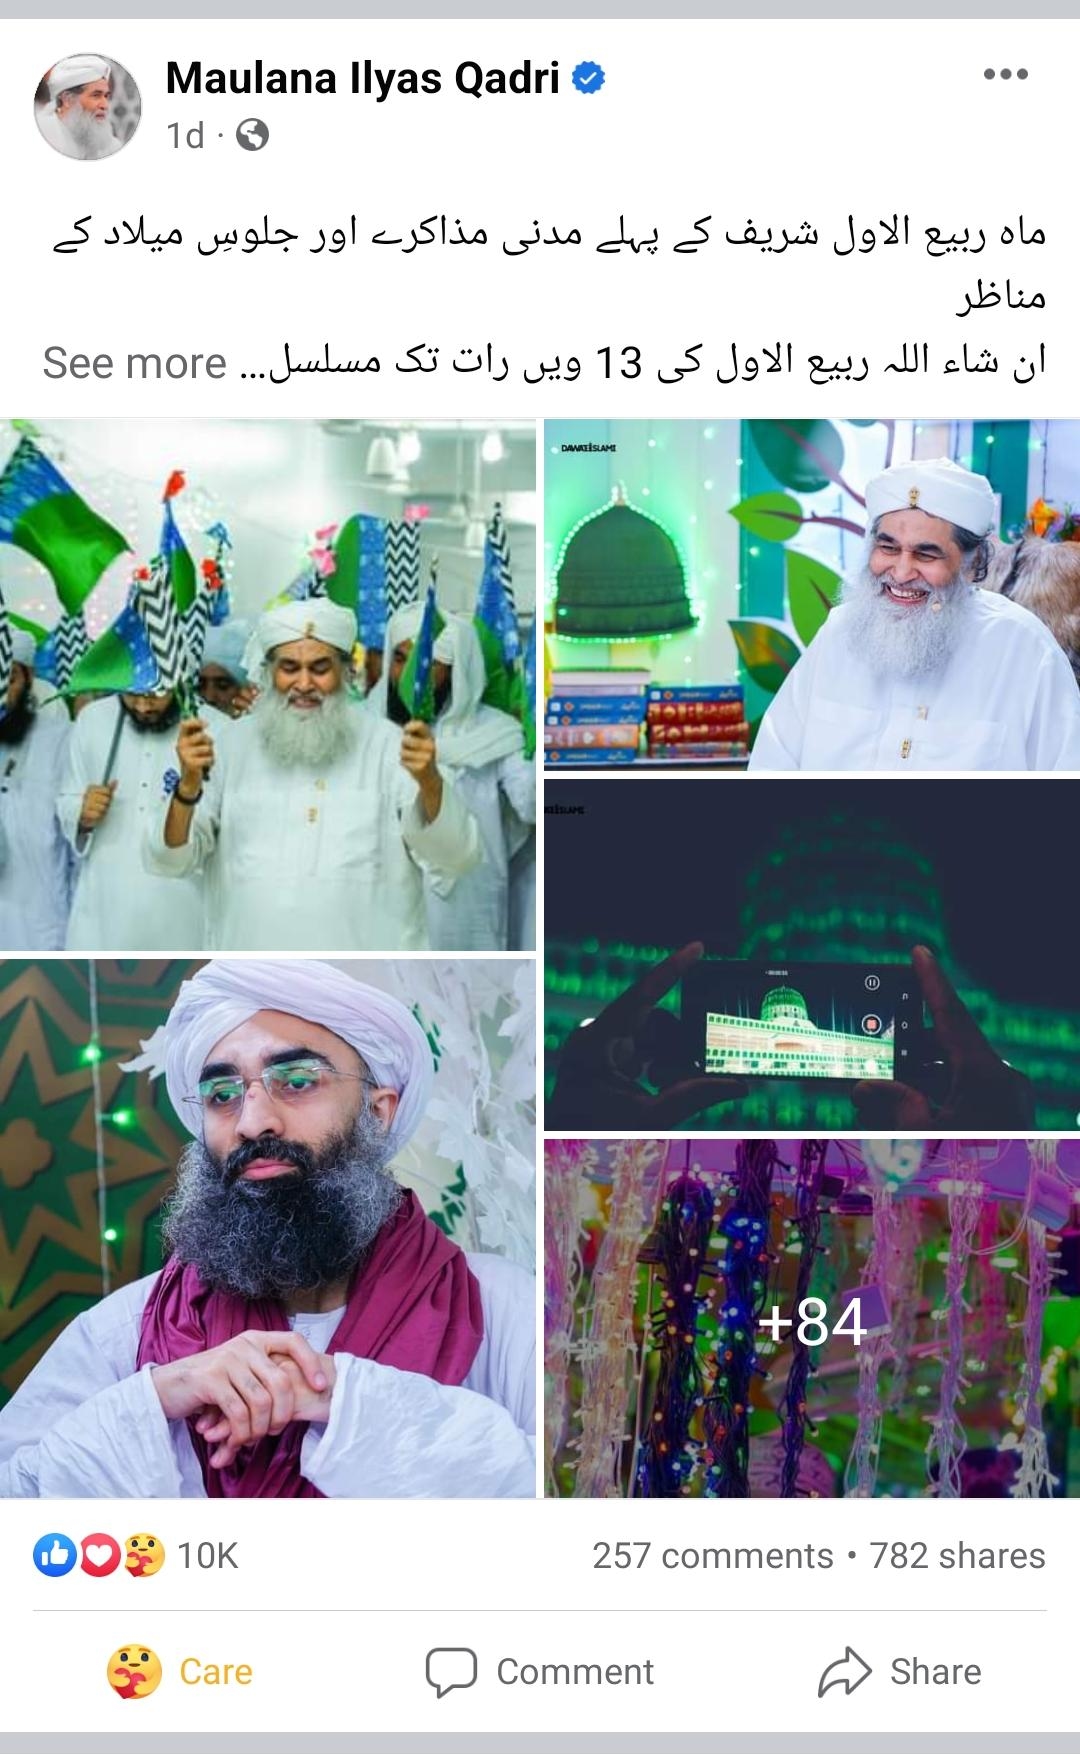 Maulana Ilyas Qadri
1d ·
ماہ ربیع الاول شریف کے پہلے مدنی مذاکرے اور جلوسِ میلاد کے
مناظر
ان شاء اللہ ربیع الاول کی 13 ویں رات تک مسلسل... See more
DAWATEISLAMI
+84
10K
257 comments • 782 shares
Care
Comment
Share